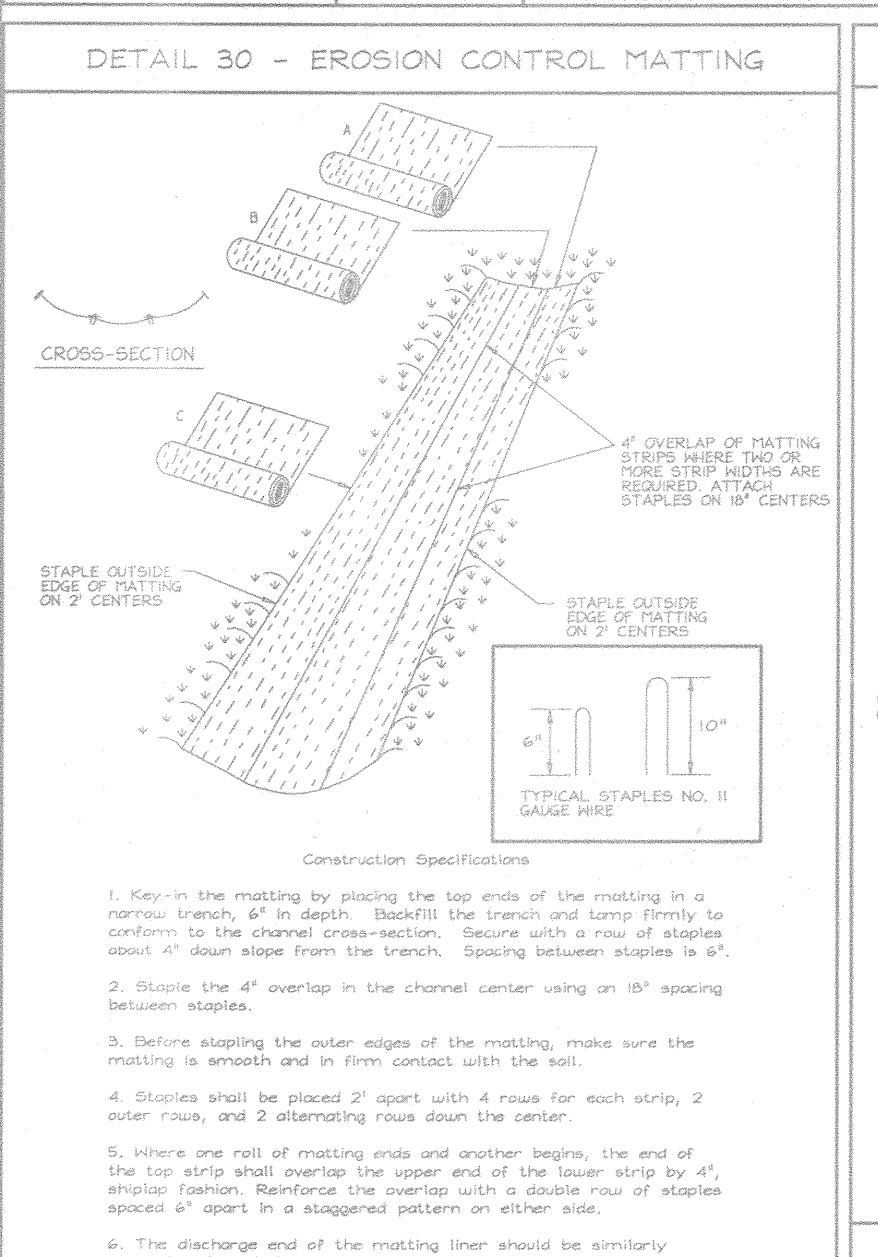 DETAIL 30 - EROSION CONTROL MATTING
A
B
CROSS-SECTION
C
4" OVERLAP OF MATTING
STRIPS WHERE TWO OR
MORE STRIP WIDTHS ARE
REQUIRED. ATTACH
STAPLES ON 18" CENTERS
STAPLE OUTSIDE
EDGE OF MATTING
ON 2' CENTERS
STAPLE OUTSIDE
EDGE OF MATTING
ON 2' CENTERS
6"
10"
TYPICAL STAPLES NO. 11
GAUGE WIRE
Construction Specifications
1. Key-in the matting by placing the top ends of the matting in a
narrow trench, 6" in depth. Backfill the trench and tamp firmly to
conform to the channel cross-section. Secure with a row of staples
about 4" down slope from the trench. Spacing between staples is 6".
2. Staple the 4" overlap in the channel center using an 18" spacing
between staples.
3. Before stapling the outer edges of the matting, make sure the
matting is smooth and in firm contact with the soil.
4. Staples shall be placed 2' apart with 4 rows for each strip, 2
outer rows, and 2 alternating rows down the center.
5. Where one roll of matting ends and another begins, the end of
the top strip shall overlap the upper end of the lower strip by 4",
shiplap fashion. Reinforce the overlap with a double row of staples
spaced 6" apart in a staggered pattern on either side.
6. The discharge end of the matting liner should be similarly